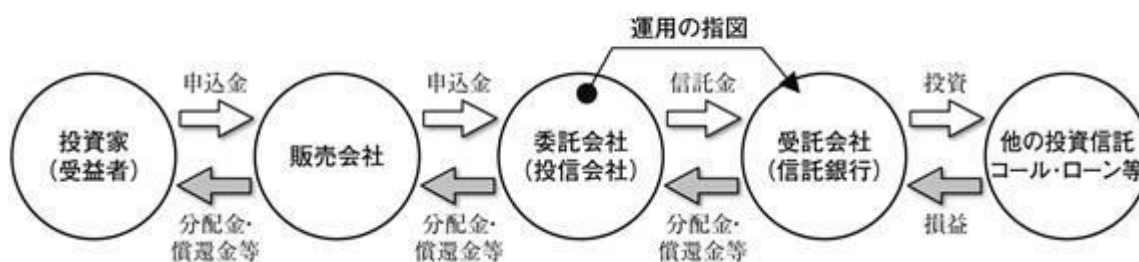 運用の指図
申込金
申込金
信託金
投資
投資家
(受益者)
販売会社
委託会社
(投信会社)
受託会社
(信託銀行)
他の投資信託
コール・ローン等
分配金・
償還金等
分配金・
償還金等
分配金・
償還金等
損益